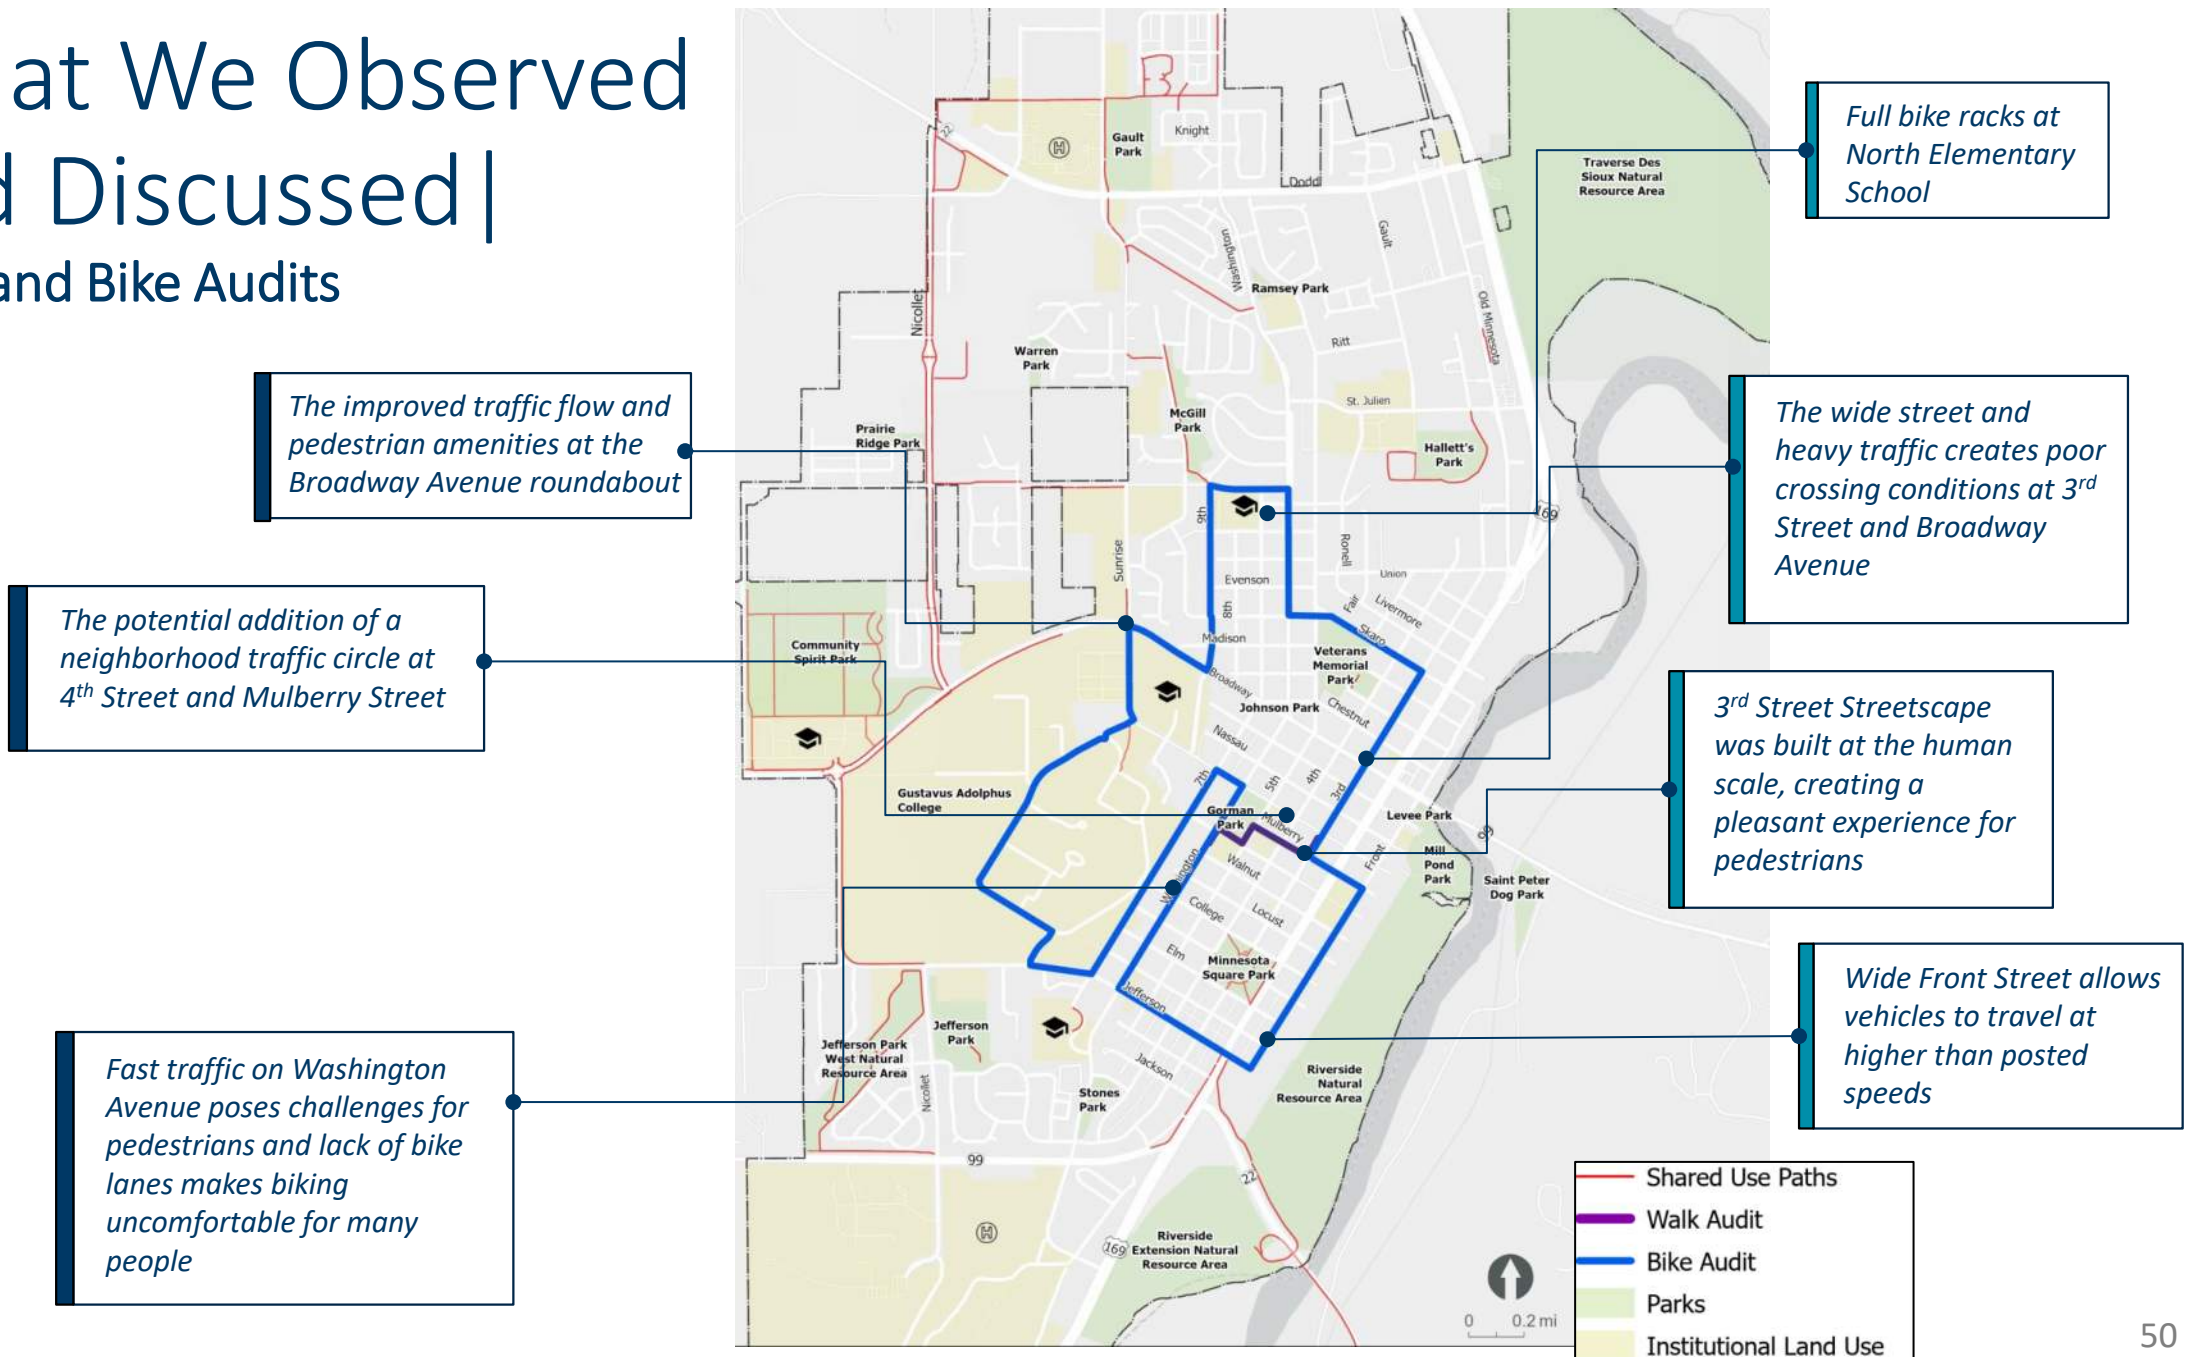 at We Observed
d Discussed|
and Bike Audits
The improved traffic flow and
pedestrian amenities at the
Broadway Avenue roundabout
The potential addition of a
neighborhood traffic circle at
4th Street and Mulberry Street
Fast traffic on Washington
Avenue poses challenges for
pedestrians and lack of bike
lanes makes biking
uncomfortable for many
people
Full bike racks at
North Elementary
School
The wide street and
heavy traffic creates poor
crossing conditions at 3rd
Street and Broadway
Avenue
3rd Street Streetscape
was built at the human
scale, creating a
pleasant experience for
pedestrians
Wide Front Street allows
vehicles to travel at
higher than posted
speeds
22
H
Gault
Park
Knight
Dodd
Traverse Des
Sioux Natural
Resource Area
Washington
Gault
Nicollet
Ramsey Park
Old Minnesota
Ritt
Warren
Park
St. Julien
McGill
Park
Prairie
Ridge Park
Hallett's
Park
169
9th
Sunrise
Ronell
Evenson
Union
8th
Fair
Livermore
Skaro
Madison
Community
Spirit Park
Veterans
Memorial
Park
Broadway
Johnson Park
Chestnut
Nassau
7th
5th
4th
3rd
Gustavus Adolphus
College
Gorman
Park
Mulberry
Levee Park
99
Front
Mill
Pond
Park
Walnut
Saint Peter
Dog Park
Washington
College
Locust
Elm
Minnesota
Square Park
Jefferson
Jefferson
Park
Jefferson Park
West Natural
Resource Area
Nicollet
Jackson
Stones
Park
Riverside
Natural
Resource Area
99
22
H
169
Riverside
Extension Natural
Resource Area
0 0.2 mi
Shared Use Paths
Walk Audit
Bike Audit
Parks
Institutional Land Use
50